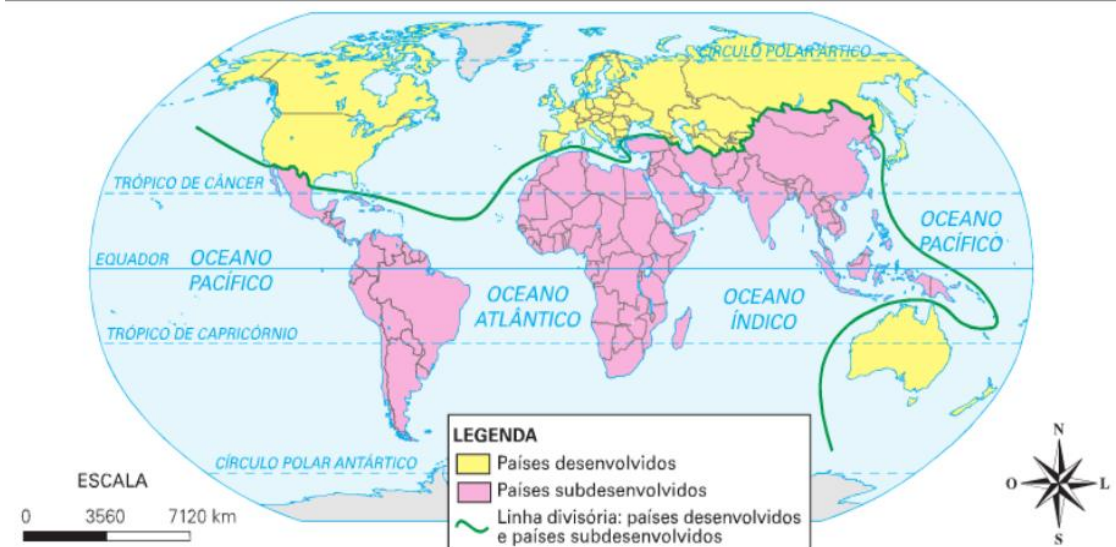 CÍRCULO POLAR ÁRTICO
TRÓPICO DE CÂNCER
OCEANO
PACÍFICO
EQUADOR
OCEANO
PACÍFICO
OCEANO
ATLÂNTICO
OCEANO
ÍNDICO
TRÓPICO DE CAPRICÓRNIO
CÍRCULO POLAR ANTÁRTICO
ESCALA
0 3560 7120 km
LEGENDA
Países desenvolvidos
Países subdesenvolvidos
Linha divisória: países desenvolvidos
e países subdesenvolvidos
N
O L
S